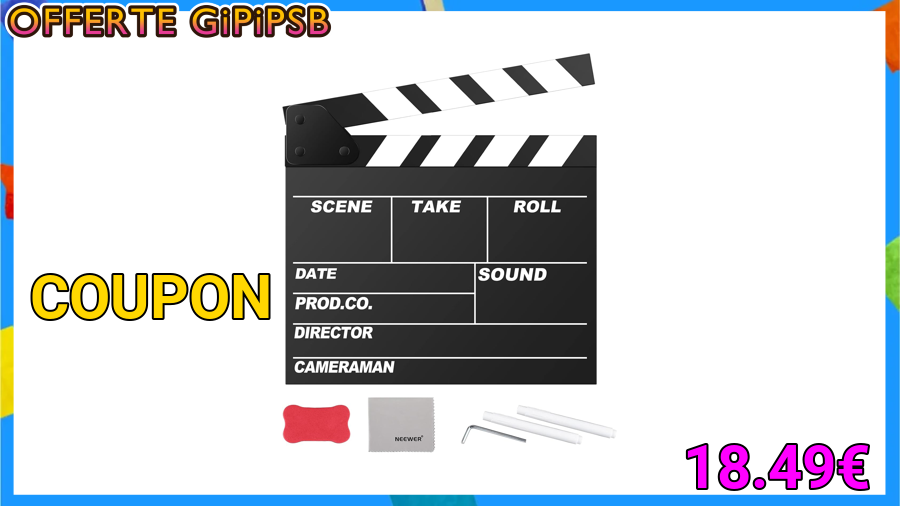 OFFERTE GiPiPSB
SCENE TAKE ROLL
DATE SOUND
PROD.CO.
DIRECTOR
CAMERAMAN
COUPON
NEEWER
18.49€